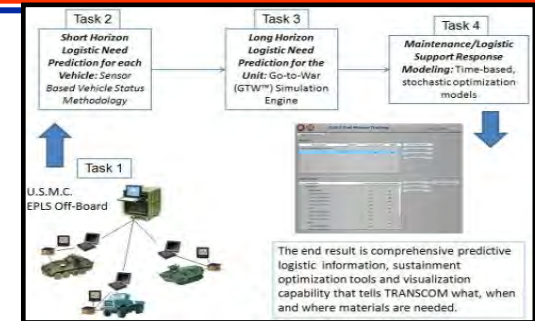 Task 2
Short Horizon
Logistic Need
Prediction for each
Vehicle: Sensor
Based Vehicle Status
Methodology
Task 3
Long Horizon
Logistic Need
Prediction for the
Unit: Go-to-War
(GTW™) Simulation
Engine
Task 4
Maintenance/Logistic
Support Response
Modeling: Time-based,
stochastic optimization
models
Task 1
U.S.M.C.
EPLS Off-Board
The end result is comprehensive predictive
logistic information, sustainment
optimization tools and visualization
capability that tells TRANSCOM what, when
and where materials are needed.